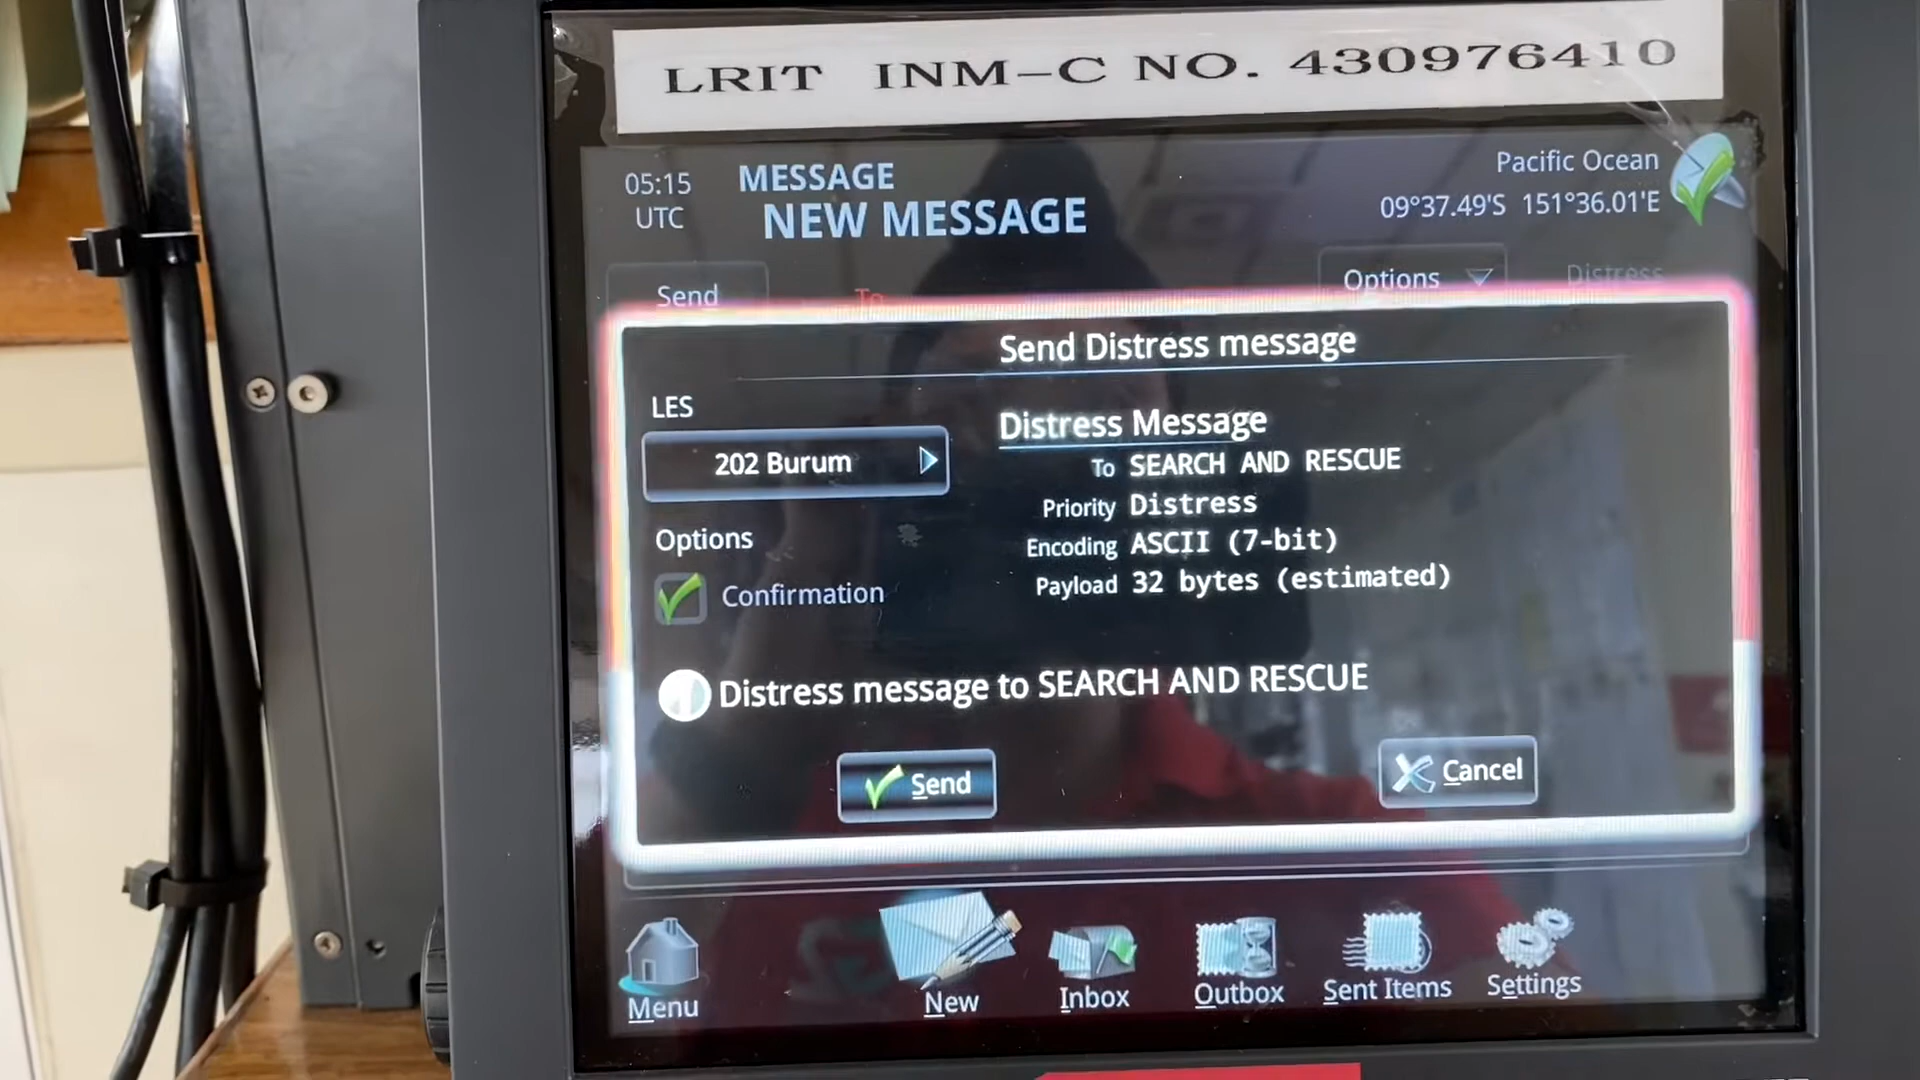 LRIT INM-C NO. 430976410
05:15
UTC
MESSAGE
NEW MESSAGE
Pacific Ocean
09°37.49'S 151°36.01'E
Send
To
Options
Distress
Send Distress message
LES
202 Burum
Options
Confirmation
Distress Message
To SEARCH AND RESCUE
Priority Distress
Encoding ASCII (7-bit)
Payload 32 bytes (estimated)
Distress message to SEARCH AND RESCUE
Send
Cancel
Menu
New
Inbox
Outbox
Sent Items
Settings